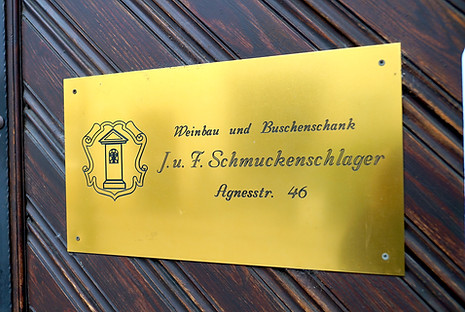 Weinbau und Buschenschank
J. u. F. Schmuckenschlager
Agnesstr. 46